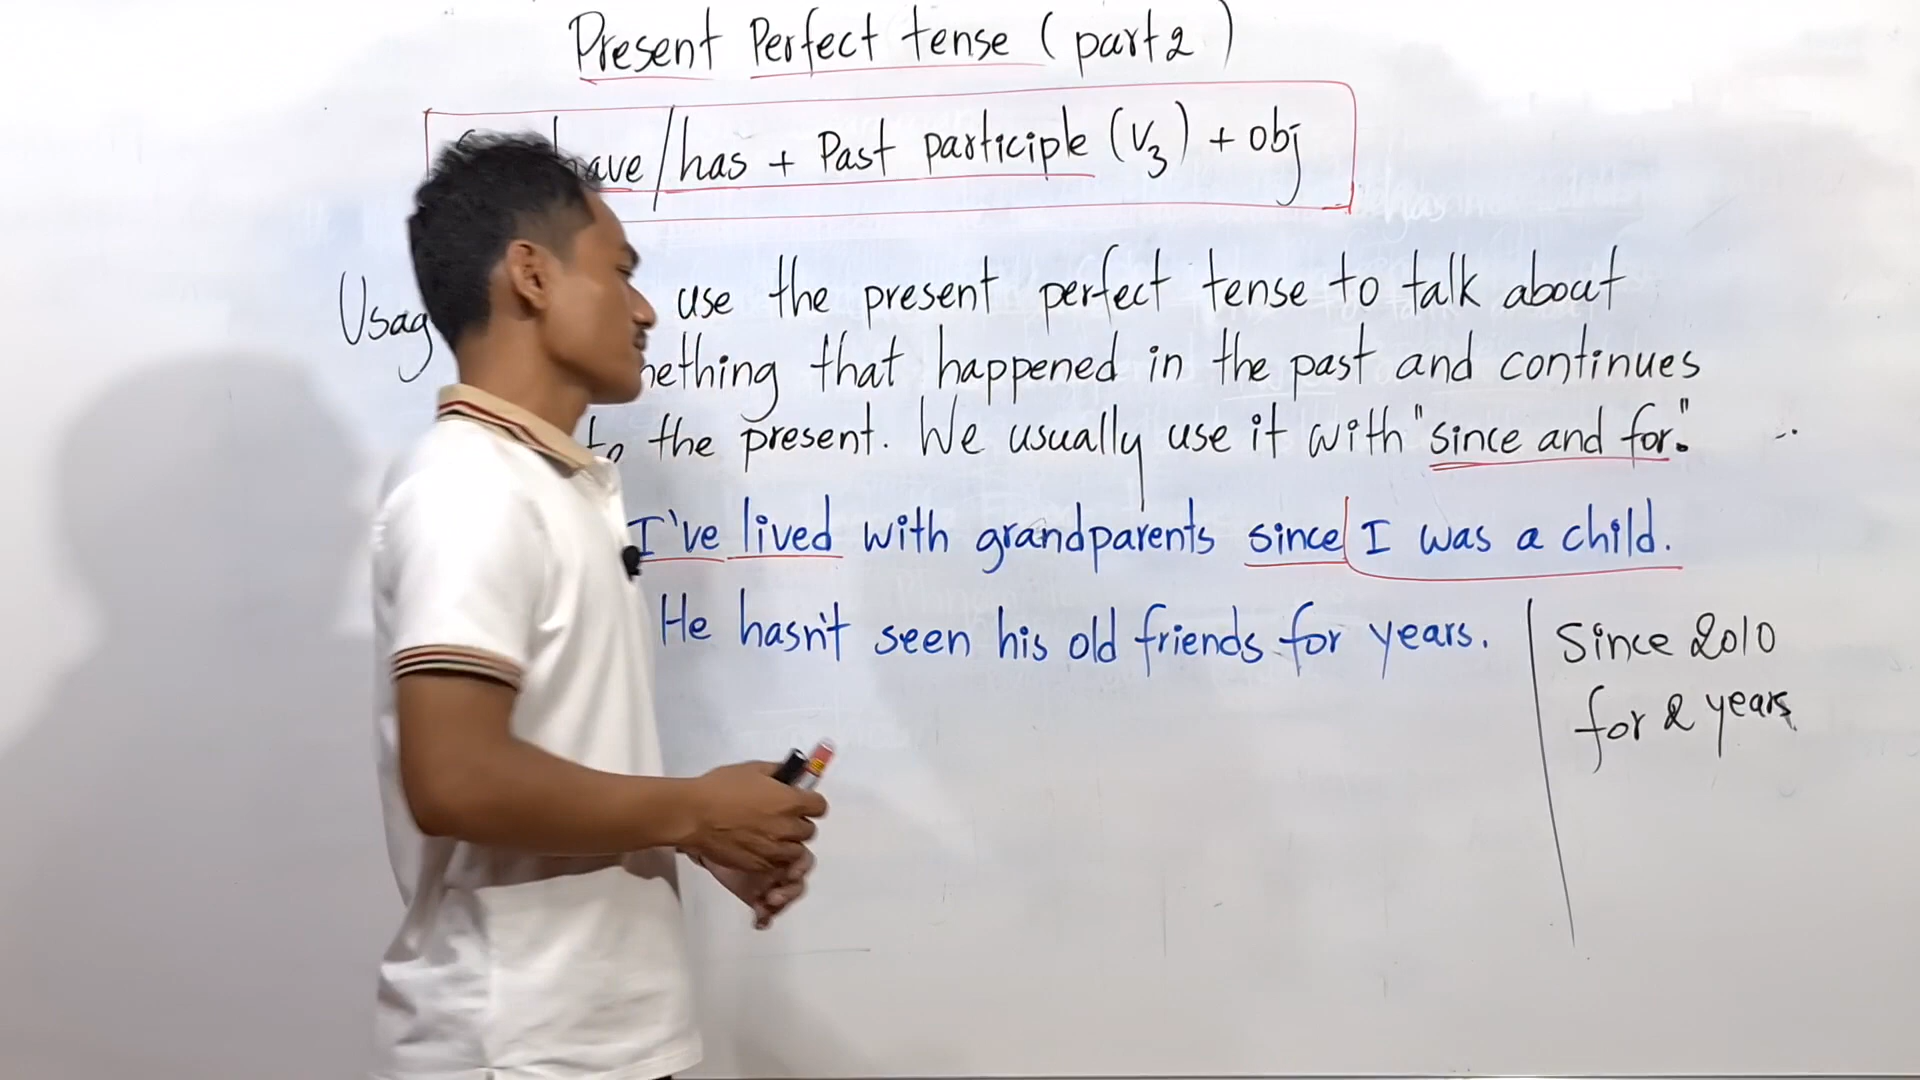 Present Perfect tense (part 2)
have/has + Past participle (V3) + obj
Usag use the present perfect tense to talk about
mething that happened in the past and continues
to the present. We usually use it with "since and for."
I've lived with grandparents since I was a child.
He hasn't seen his old friends for years.
Since 2010
for 2 years